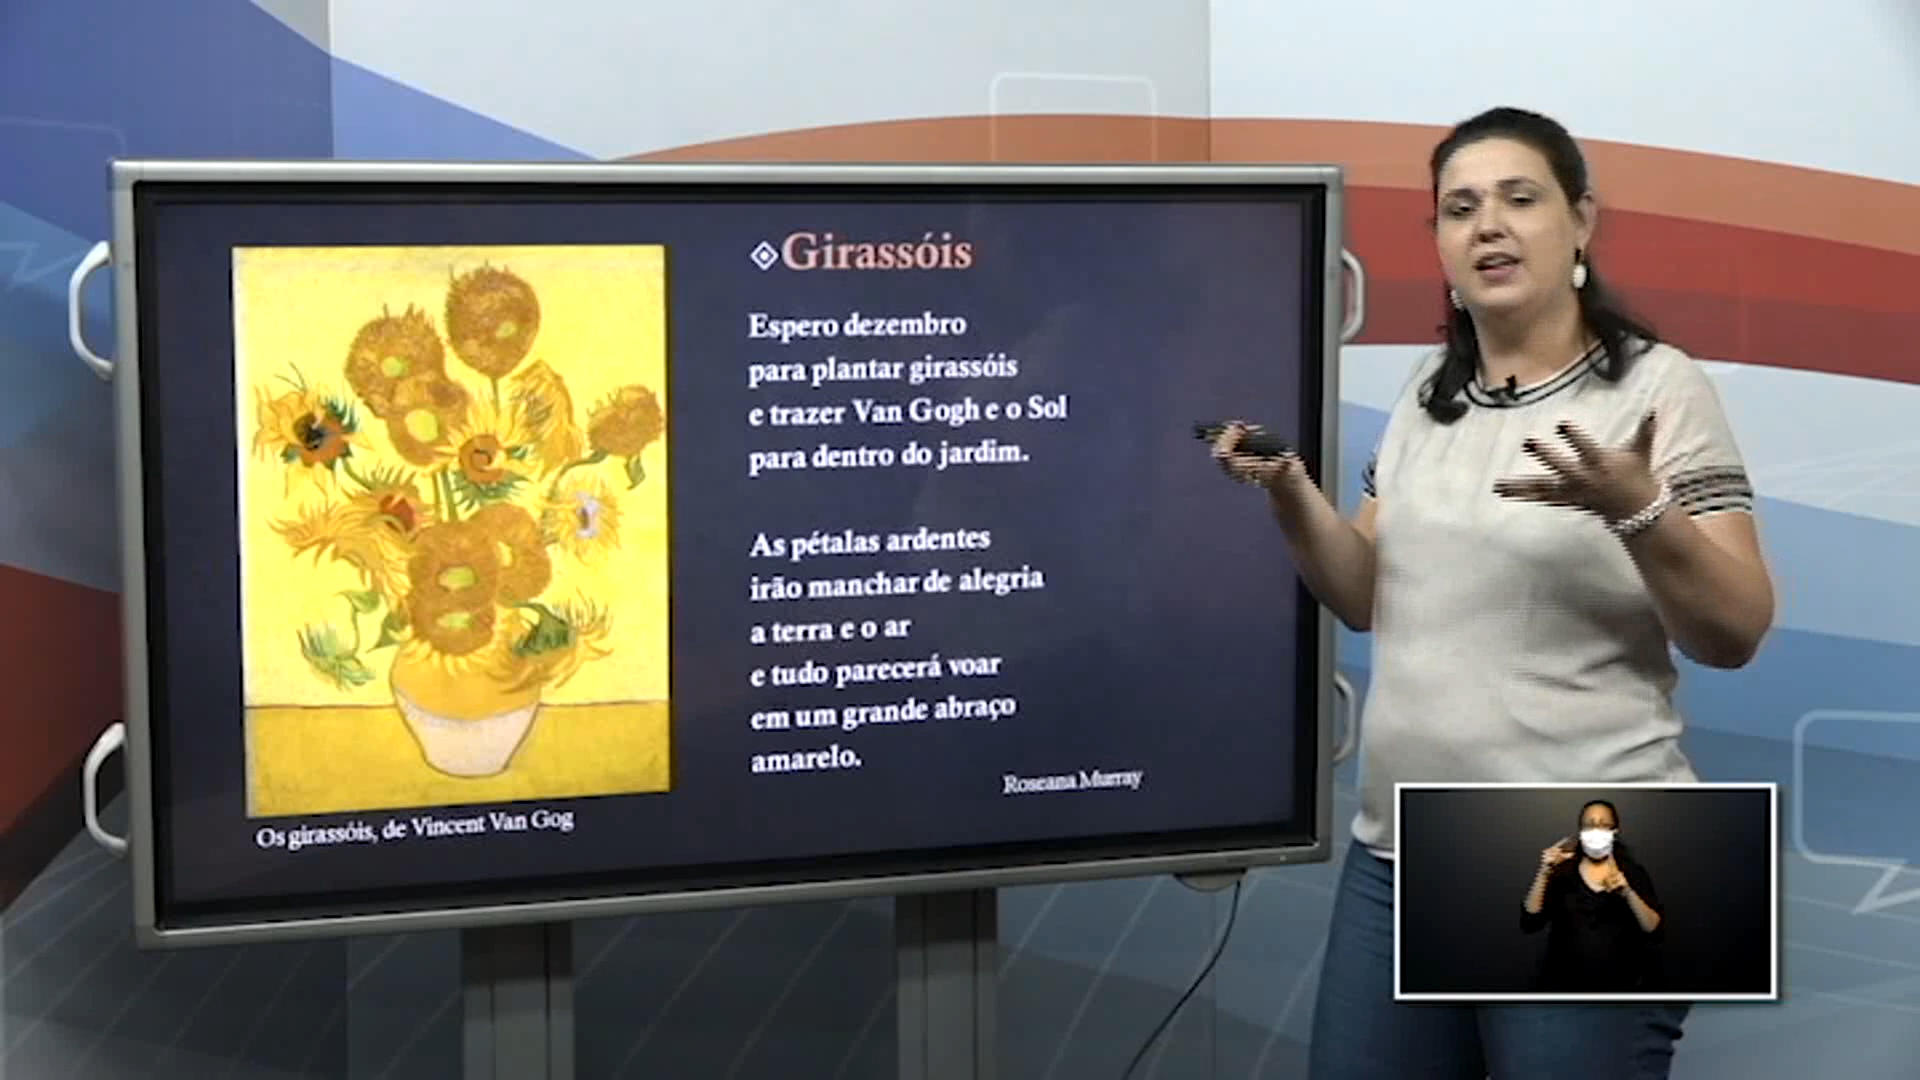 Girassóis
Espero dezembro
para plantar girassóis
e trazer Van Gogh e o Sol
para dentro do jardim.
As pétalas ardentes
irão manchar de alegria
a terra e o ar
e tudo parecerá voar
em um grande abraço
amarelo.
Roseana Murray
Os girassóis, de Vincent Van Gog